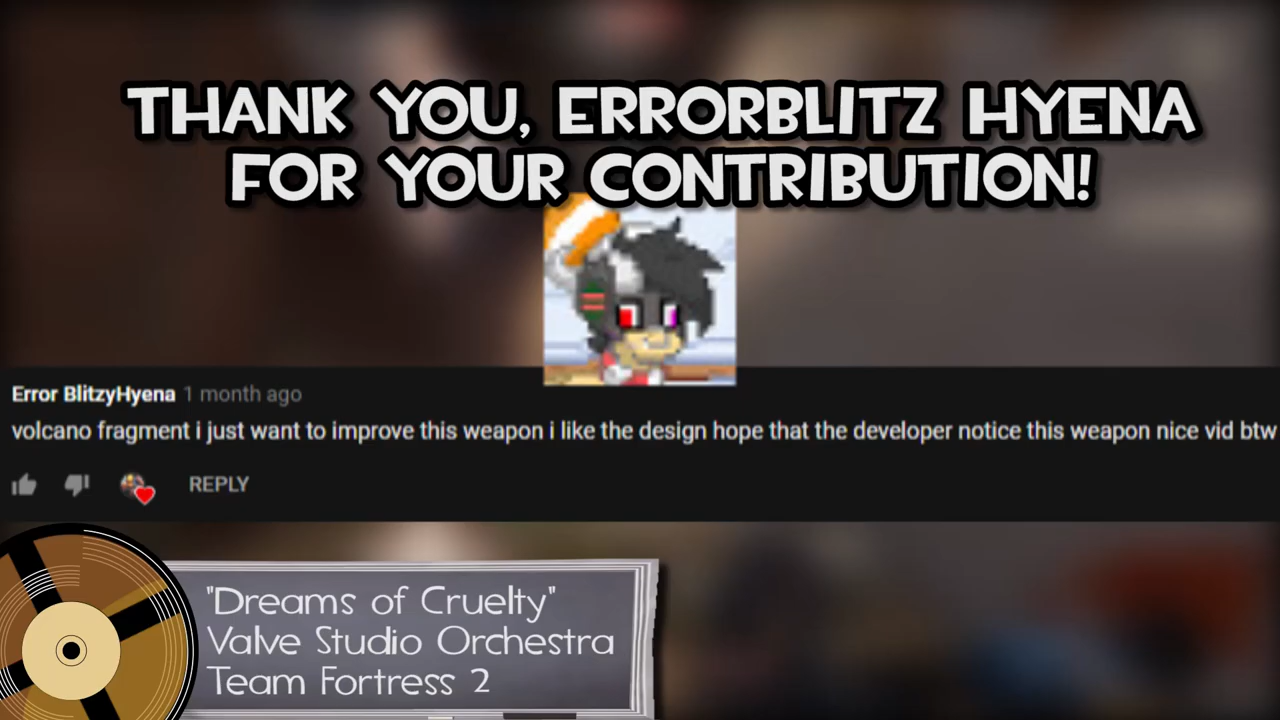 THANK YOU, ERRORBLITZ HYENA
FOR YOUR CONTRIBUTION!
Error BlitzyHyena 1 month ago
volcano fragment i just want to improve this weapon i like the design hope that the developer notice this weapon nice vid btw
REPLY
"Dreams of Cruelty"
Valve Studio Orchestra
Team Fortress 2